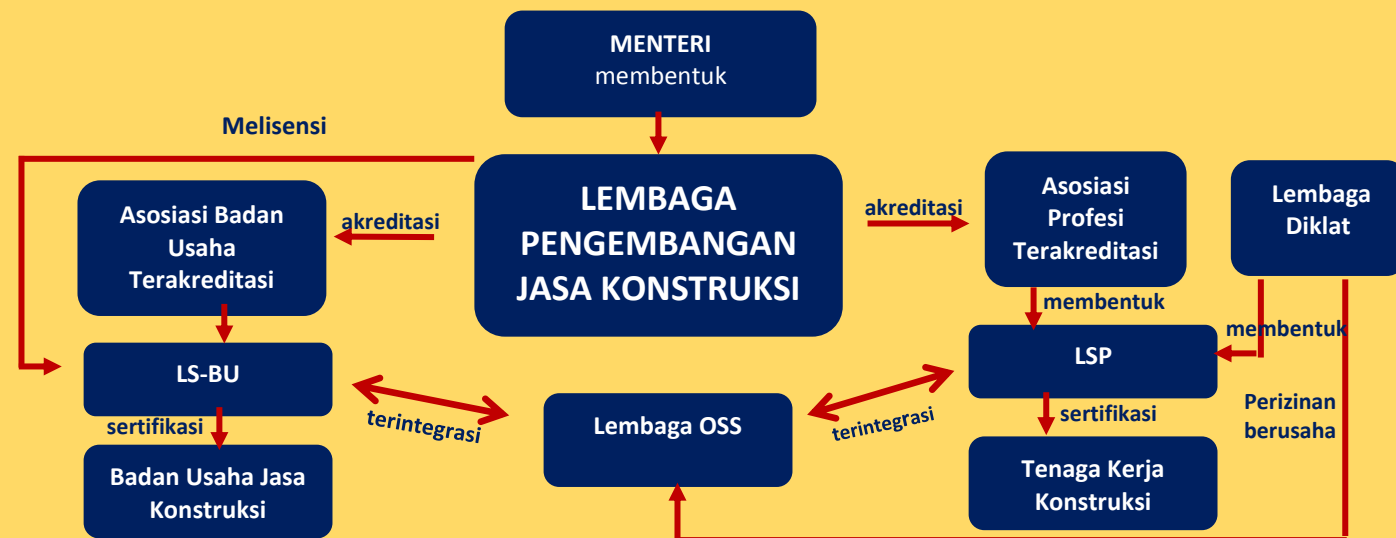 MENTERI
membentuk
Melisensi
LEMBAGA
PENGEMBANGAN
JASA KONSTRUKSI
Asosiasi Badan
Usaha
Terakreditasi
akreditasi
akreditasi
Asosiasi
Profesi
Terakreditasi
Lembaga
Diklat
membentuk
membentuk
LS-BU
LSP
terintegrasi
Lembaga OSS
terintegrasi
sertifikasi
sertifikasi
Perizinan
berusaha
Badan Usaha Jasa
Konstruksi
Tenaga Kerja
Konstruksi